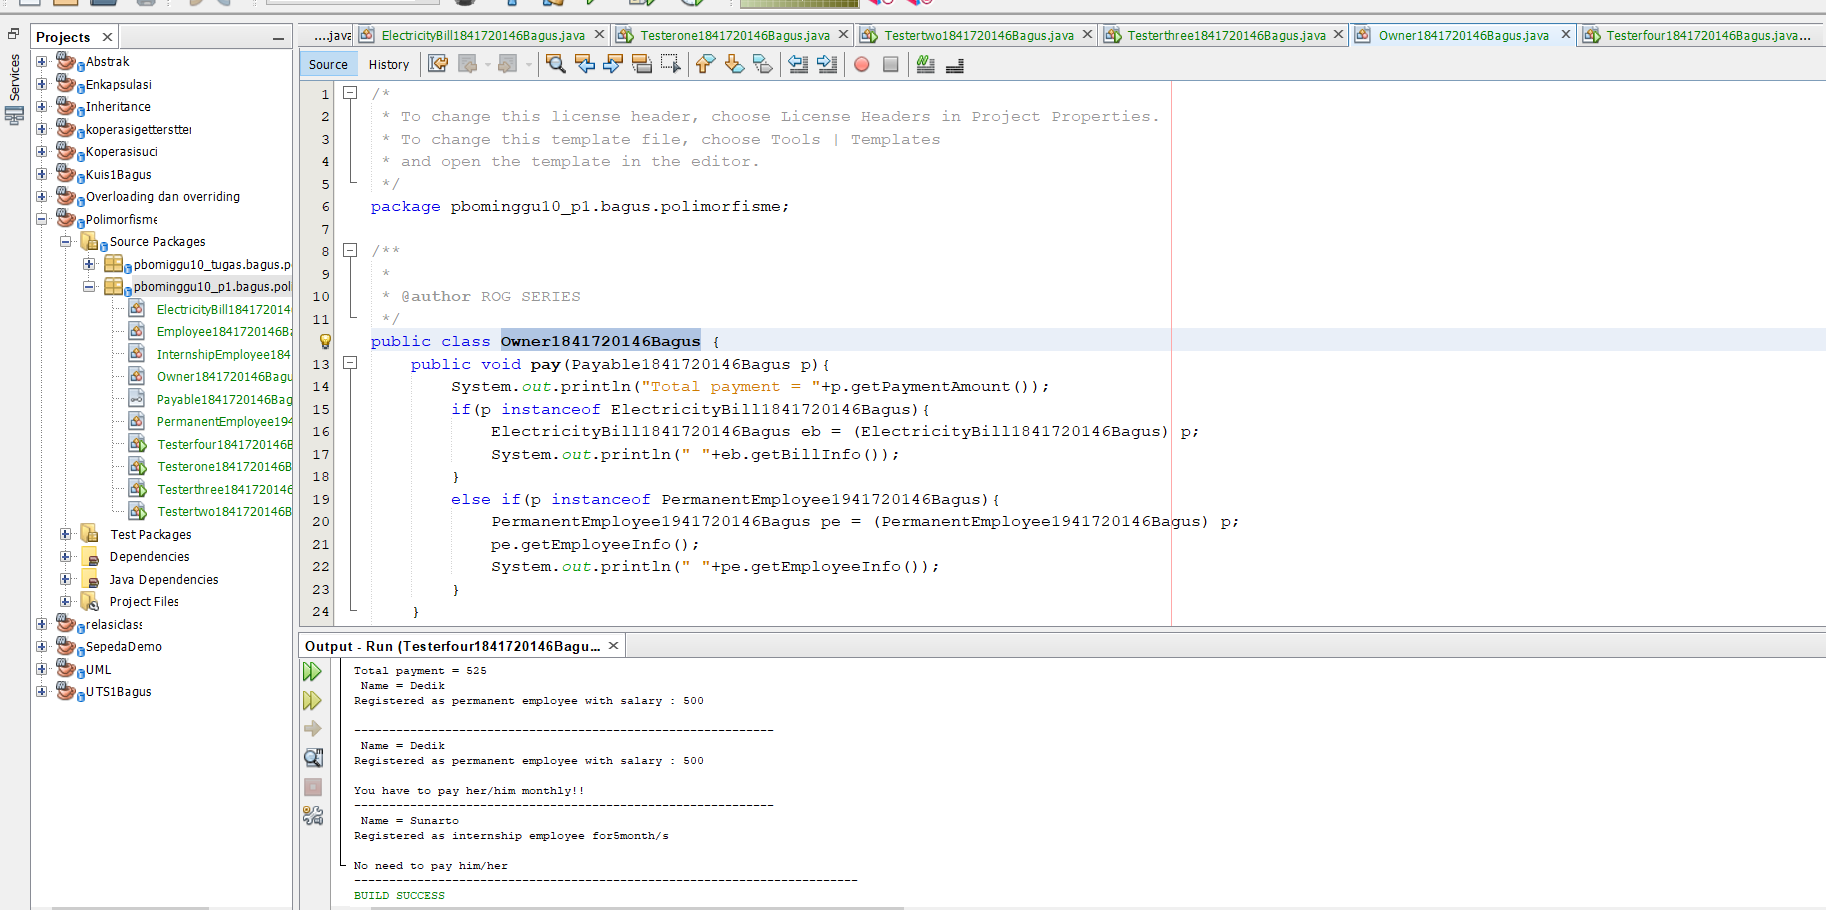 Services
Projects
Abstrak
Enkapsulasi
Inheritance
koperasigetterstter
Koperasisuci
Kuis1Bagus
Overloading dan overriding
Polimorfisme
Source Packages
pbomiggu10_tugas.bagus.p
pbominggu10_p1.bagus.poli
ElectricityBill184172014
Employee1841720146Ba
InternshipEmployee184
Owner1841720146Bagu
Payable1841720146Bag
PermanentEmployee194
Testerfour1841720146B
Testerone1841720146B
Testerthree184172014
Testertwo1841720146B
Test Packages
Dependencies
Java Dependencies
Project Files
relasiclass
SepedaDemo
UML
UTS1Bagus
....java ElectricityBill1841720146Bagus.java Testerone1841720146Bagus.java Testertwo1841720146Bagus.java Testerthree1841720146Bagus.java Owner1841720146Bagus.java Testerfour1841720146Bagus.java...
Source History
1 /*
2 * To change this license header, choose License Headers in Project Properties.
3 * To change this template file, choose Tools | Templates
4 * and open the template in the editor.
5 */
6 package pbominggu10_p1.bagus.polimorfisme;
7
8 /**
9 *
10 * @author ROG SERIES
11 */
public class Owner1841720146Bagus {
13 public void pay(Payable1841720146Bagus p){
14 System.out.println("Total payment = "+p.getPaymentAmount());
15 if(p instanceof ElectricityBill1841720146Bagus){
16 ElectricityBill1841720146Bagus eb = (ElectricityBill1841720146Bagus) p;
17 System.out.println(" "+eb.getBillInfo());
18 }
19 else if(p instanceof PermanentEmployee1941720146Bagus){
20 PermanentEmployee1941720146Bagus pe = (PermanentEmployee1941720146Bagus) p;
21 pe.getEmployeeInfo();
22 System.out.println(" "+pe.getEmployeeInfo());
23 }
24 }
Output - Run (Testerfour1841720146Bagu...
Total payment = 525
Name = Dedik
Registered as permanent employee with salary : 500
------------------------------------------------------------
Name = Dedik
Registered as permanent employee with salary : 500
You have to pay her/him monthly!!
------------------------------------------------------------
Name = Sunarto
Registered as internship employee for5month/s
No need to pay him/her
------------------------------------------------------------------------
BUILD SUCCESS